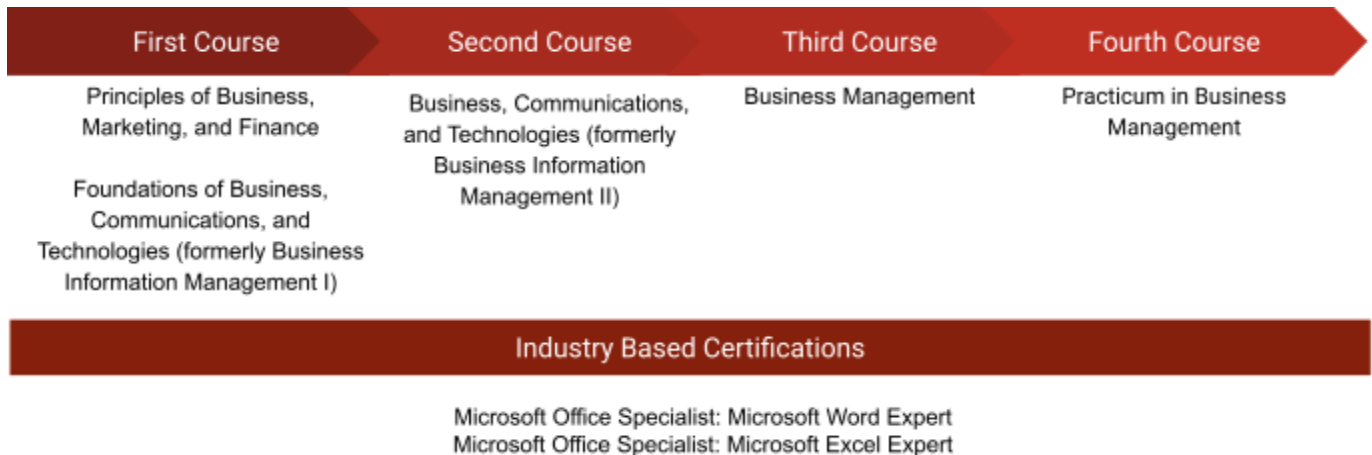 First Course
Second Course
Third Course
Fourth Course
Principles of Business,
Marketing, and Finance
Foundations of Business,
Communications, and
Technologies (formerly Business
Information Management I)
Business, Communications,
and Technologies (formerly
Business Information
Management II)
Business Management
Practicum in Business
Management
Industry Based Certifications
Microsoft Office Specialist: Microsoft Word Expert
Microsoft Office Specialist: Microsoft Excel Expert